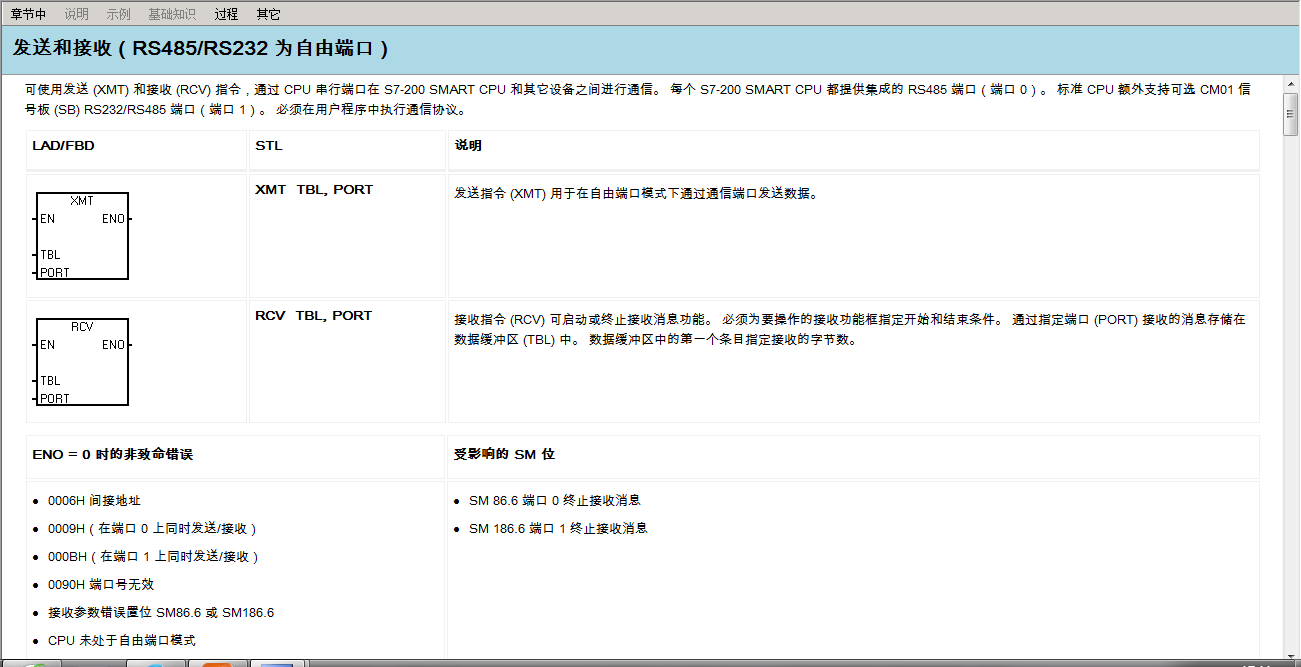 章节中 说明 示例 基础知识 过程 其它
发送和接收（RS485/RS232 为自由端口）
可使用发送 (XMT) 和接收 (RCV) 指令，通过 CPU 串行端口在 S7-200 SMART CPU 和其它设备之间进行通信。 每个 S7-200 SMART CPU 都提供集成的 RS485 端口（端口 0）。 标准 CPU 额外支持可选 CM01 信
号板 (SB) RS232/RS485 端口（端口 1）。 必须在用户程序中执行通信协议。
LAD/FBD STL 说明
XMT TBL, PORT
发送指令 (XMT) 用于在自由端口模式下通过通信端口发送数据。
XMT
EN ENO
TBL
PORT
RCV TBL, PORT
接收指令 (RCV) 可启动或终止接收消息功能。 必须为要操作的接收功能框指定开始和结束条件。 通过指定端口 (PORT) 接收的消息存储在
数据缓冲区 (TBL) 中。 数据缓冲区中的第一个条目指定接收的字节数。
RCV
EN ENO
TBL
PORT
ENO = 0 时的非致命错误
受影响的 SM 位
● 0006H 间接地址
● 0009H（在端口 0 上同时发送/接收）
● 000BH（在端口 1 上同时发送/接收）
● 0090H 端口号无效
● 接收参数错误置位 SM86.6 或 SM186.6
● CPU 未处于自由端口模式
● SM 86.6 端口 0 终止接收消息
● SM 186.6 端口 1 终止接收消息